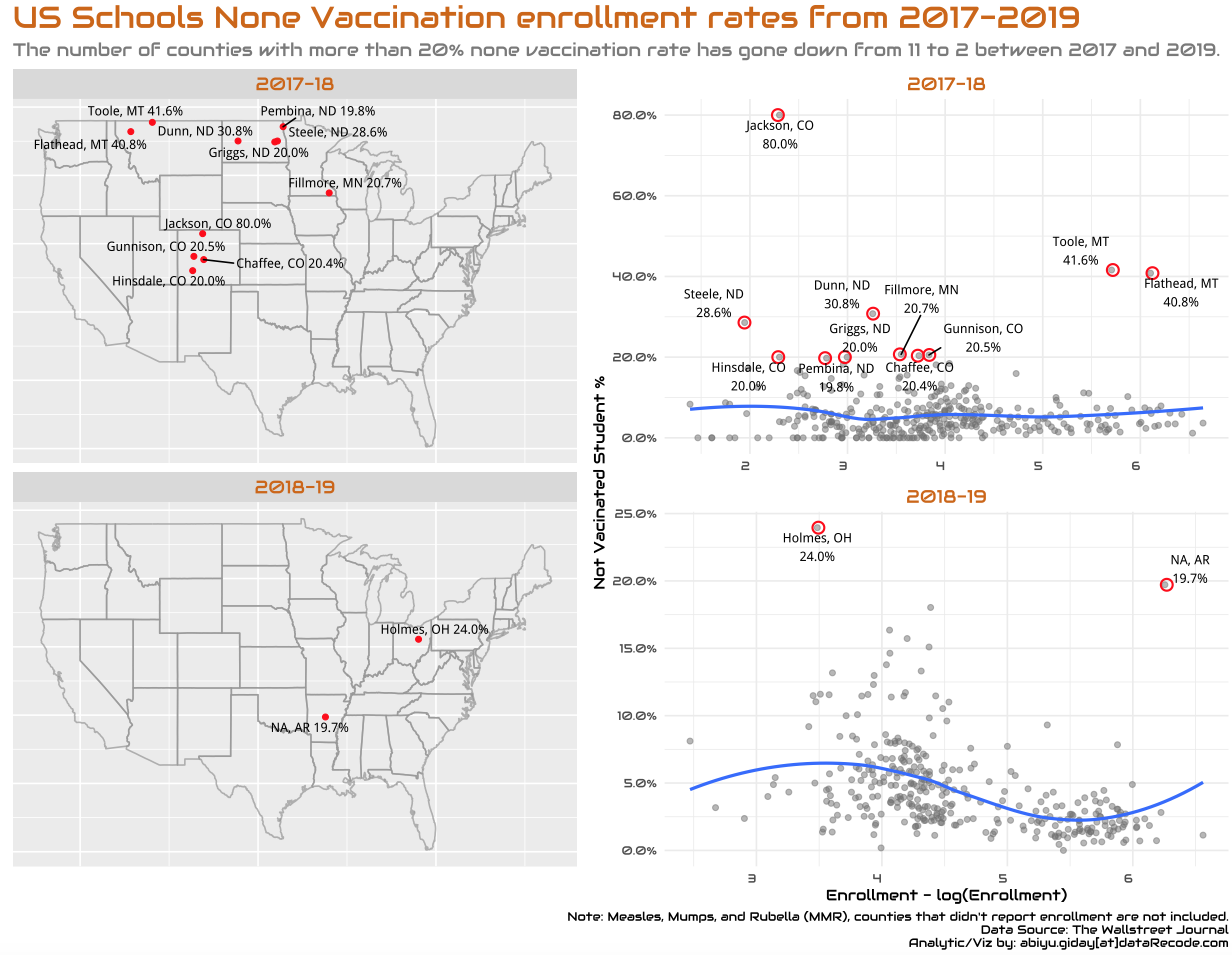 US Schools None Vaccination enrollment rates from 2017-2019
The number of counties with more than 20% none vaccination rate has gone down from 11 to 2 between 2017 and 2019.
2017-18
Toole, MT 41.6%
Pembina, ND 19.8%
Dunn, ND 30.8%
Steele, ND 28.6%
Flathead, MT 40.8%
Griggs, ND 20.0%
Fillmore, MN 20.7%
Jackson, CO 80.0%
Gunnison, CO 20.5%
Chaffee, CO 20.4%
Hinsdale, CO 20.0%
2018-19
Holmes, OH 24.0%
NA, AR 19.7%
Not Vacinated Student %
2017-18
80.0%
60.0%
40.0%
20.0%
0.0%
Jackson, CO
80.0%
Toole, MT
41.6%
Flathead, MT
40.8%
Steele, ND
28.6%
Dunn, ND
30.8%
Fillmore, MN
20.7%
Griggs, ND
20.0%
Gunnison, CO
20.5%
Hinsdale, CO
20.0%
Pembina, ND
19.8%
Chaffee, CO
20.4%
2 3 4 5 6
2018-19
25.0%
20.0%
15.0%
10.0%
5.0%
0.0%
Holmes, OH
24.0%
NA, AR
19.7%
3 4 5 6
Enrollment - log(Enrollment)
Note: Measles, Mumps, and Rubella (MMR), counties that didn't report enrollment are not included.
Data Source: The Wallstreet Journal
Analytic/Viz by: abiyu.giday[at]dataRecode.com